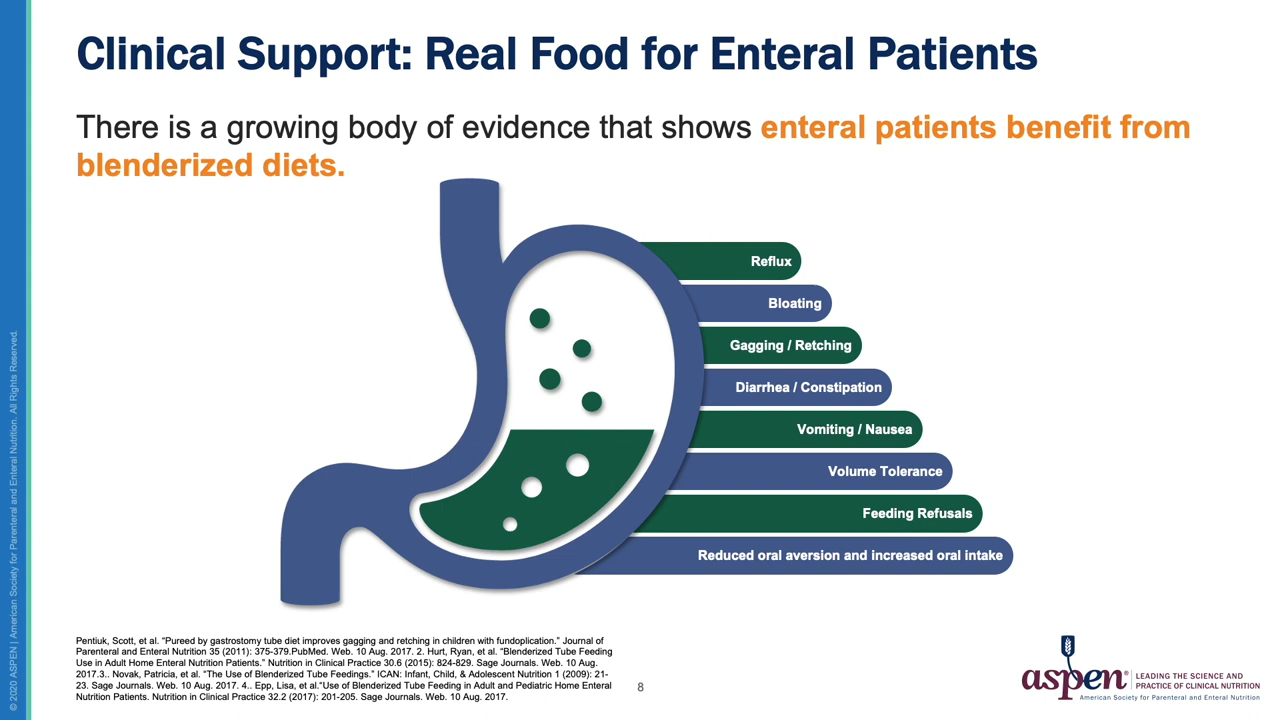 Clinical Support: Real Food for Enteral Patients
There is a growing body of evidence that shows enteral patients benefit from
blenderized diets.
Reflux
Bloating
Gagging / Retching
Diarrhea / Constipation
Vomiting / Nausea
Volume Tolerance
Feeding Refusals
Reduced oral aversion and increased oral intake
Pentiuk, Scott, et al. “Pureed by gastrostomy tube diet improves gagging and retching in children with fundoplication.” Journal of
Parenteral and Enteral Nutrition 35 (2011): 375-379.PubMed. Web. 10 Aug. 2017. 2. Hurt, Ryan, et al. “Blenderized Tube Feeding
Use in Adult Home Enteral Nutrition Patients.” Nutrition in Clinical Practice 30.6 (2015): 824-829. Sage Journals. Web. 10 Aug.
2017.3.. Novak, Patricia, et al. “The Use of Blenderized Tube Feedings.” ICAN: Infant, Child, & Adolescent Nutrition 1 (2009): 21-
23. Sage Journals. Web. 10 Aug. 2017. 4.. Epp, Lisa, et al.“Use of Blenderized Tube Feeding in Adult and Pediatric Home Enteral
Nutrition Patients. Nutrition in Clinical Practice 32.2 (2017): 201-205. Sage Journals. Web. 10 Aug. 2017.
8
aspen®
LEADING THE SCIENCE AND
PRACTICE OF CLINICAL NUTRITION
American Society for Parenteral and Enteral Nutrition
© 2020 ASPEN | American Society for Parenteral and Enteral Nutrition. All Rights Reserved.